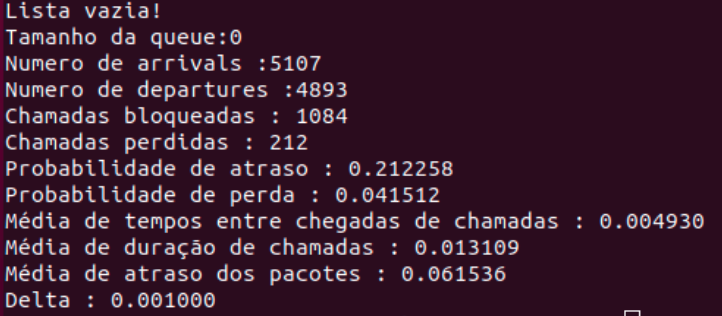 Lista vazia!
Tamanho da queue:0
Numero de arrivals :5107
Numero de departures :4893
Chamadas bloqueadas : 1084
Chamadas perdidas : 212
Probabilidade de atraso : 0.212258
Probabilidade de perda : 0.041512
Média de tempos entre chegadas de chamadas : 0.004930
Média de duração de chamadas : 0.013109
Média de atraso dos pacotes : 0.061536
Delta : 0.001000